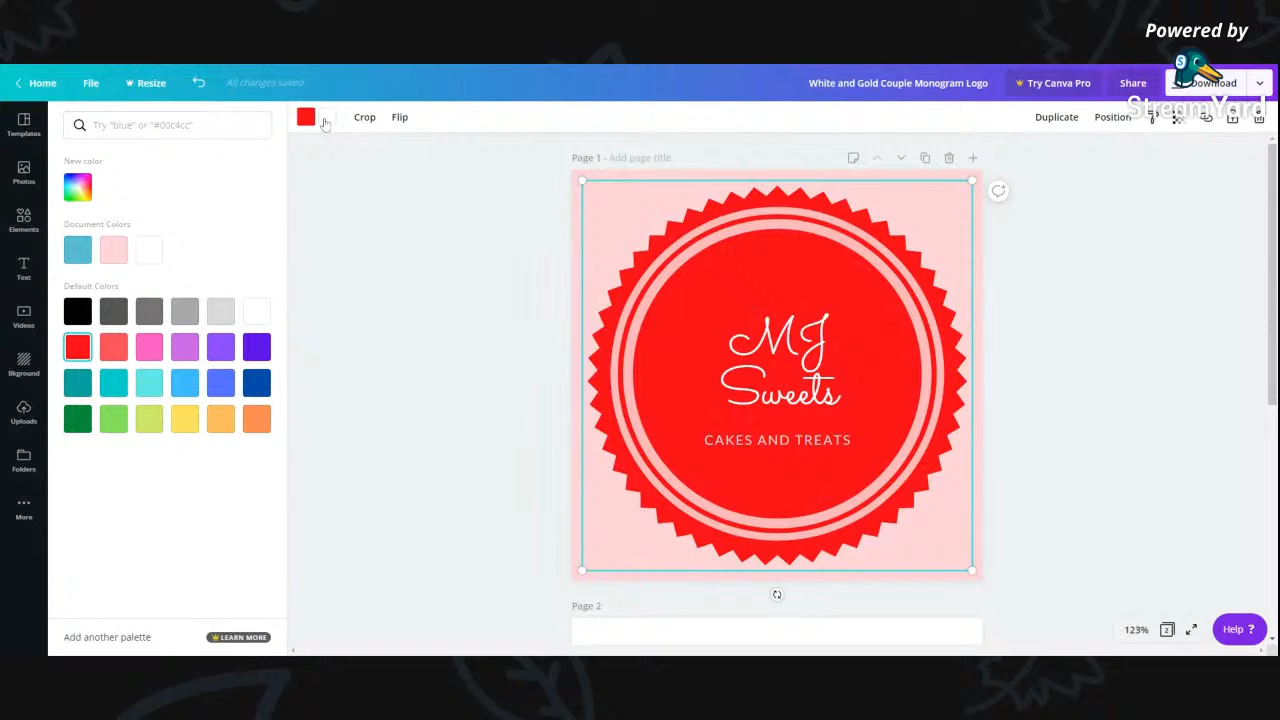 Powered by
Home File Resize All changes saved White and Gold Couple Monogram Logo Try Canva Pro Share Download
StreamYard
Templates
Photos
Elements
Text
Videos
Bkground
Uploads
Folders
More
Try "blue" or "#00c4cc"
New color
Document Colors
Default Colors
Add another palette LEARN MORE
Crop Flip Duplicate Position
Page 1 - Add page title
MJ
Sweets
CAKES AND TREATS
Page 2
123% 2 Help ?